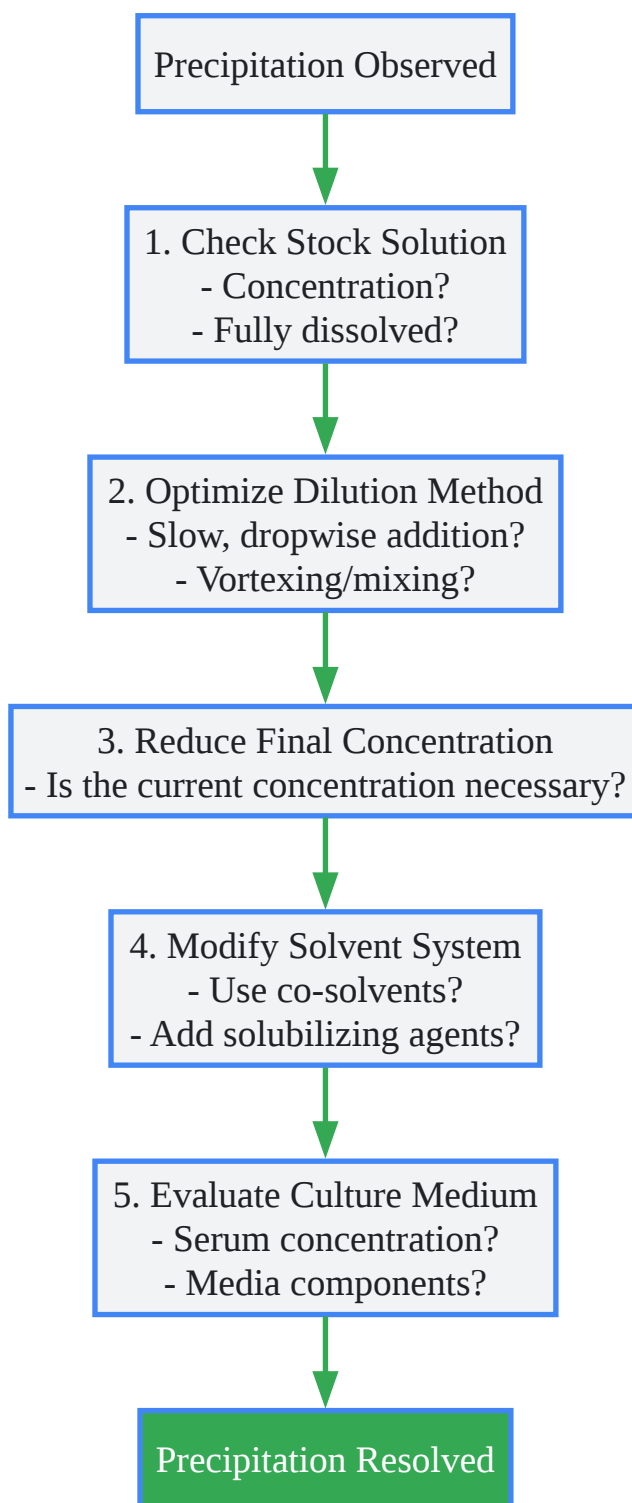 Precipitation Observed
1. Check Stock Solution
- Concentration?
- Fully dissolved?
2. Optimize Dilution Method
- Slow, dropwise addition?
- Vortexing/mixing?
3. Reduce Final Concentration
- Is the current concentration necessary?
4. Modify Solvent System
- Use co-solvents?
- Add solubilizing agents?
5. Evaluate Culture Medium
- Serum concentration?
- Media components?
Precipitation Resolved